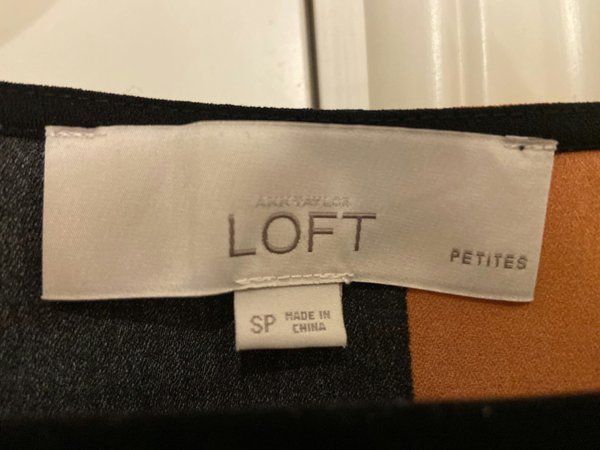 ANN TAYLOR
LOFT
PETITES
SP
MADE IN
CHINA